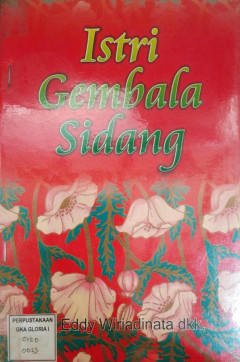 Istri
Gembala
Sidang
PERPUSTAKAAN
GKA GLORIA I
Eddy Wiriadinata dkk.